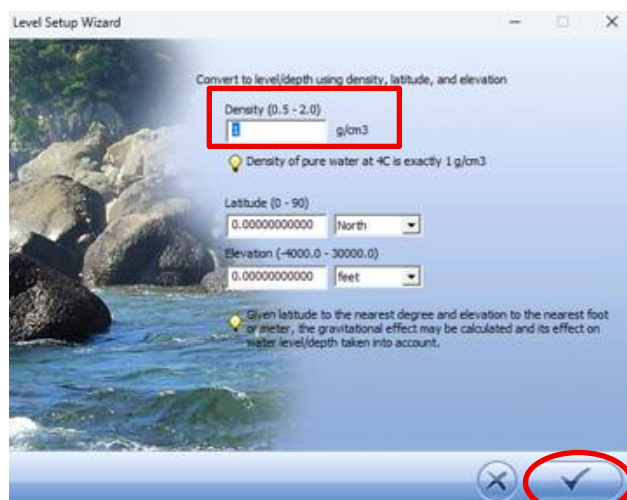 Level Setup Wizard
Convert to level/depth using density, latitude, and elevation
Density (0.5 - 2.0)
1 g/cm3
Density of pure water at 4C is exactly 1 g/cm3
Latitude (0 - 90)
0.00000000000 North
Elevation (-4000.0 - 30000.0)
0.00000000000 feet
Given latitude to the nearest degree and elevation to the nearest foot
or meter, the gravitational effect may be calculated and its effect on
water level/depth taken into account.